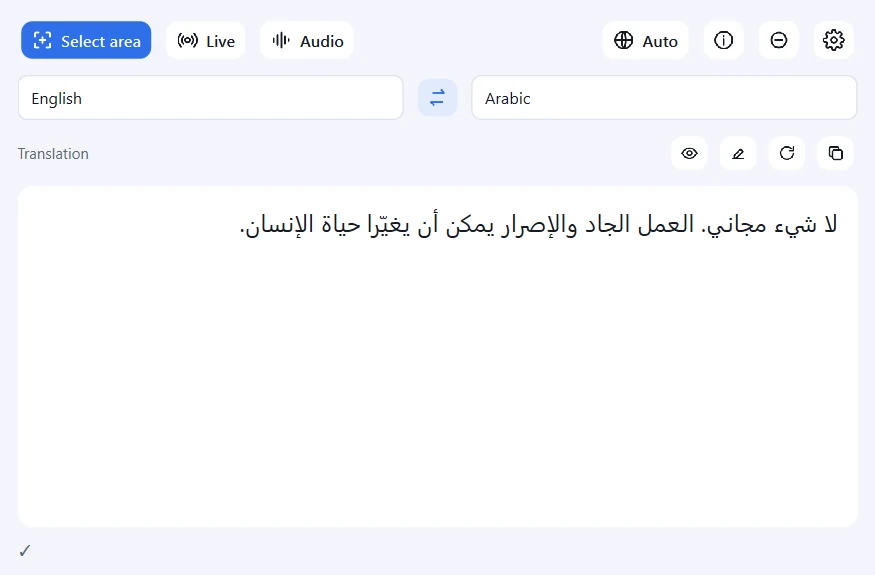 Select area
Live
Audio
Auto
English
Arabic
Translation
لا شيء مجاني. العمل الجاد والإصرار يمكن أن يغيّرا حياة الإنسان.